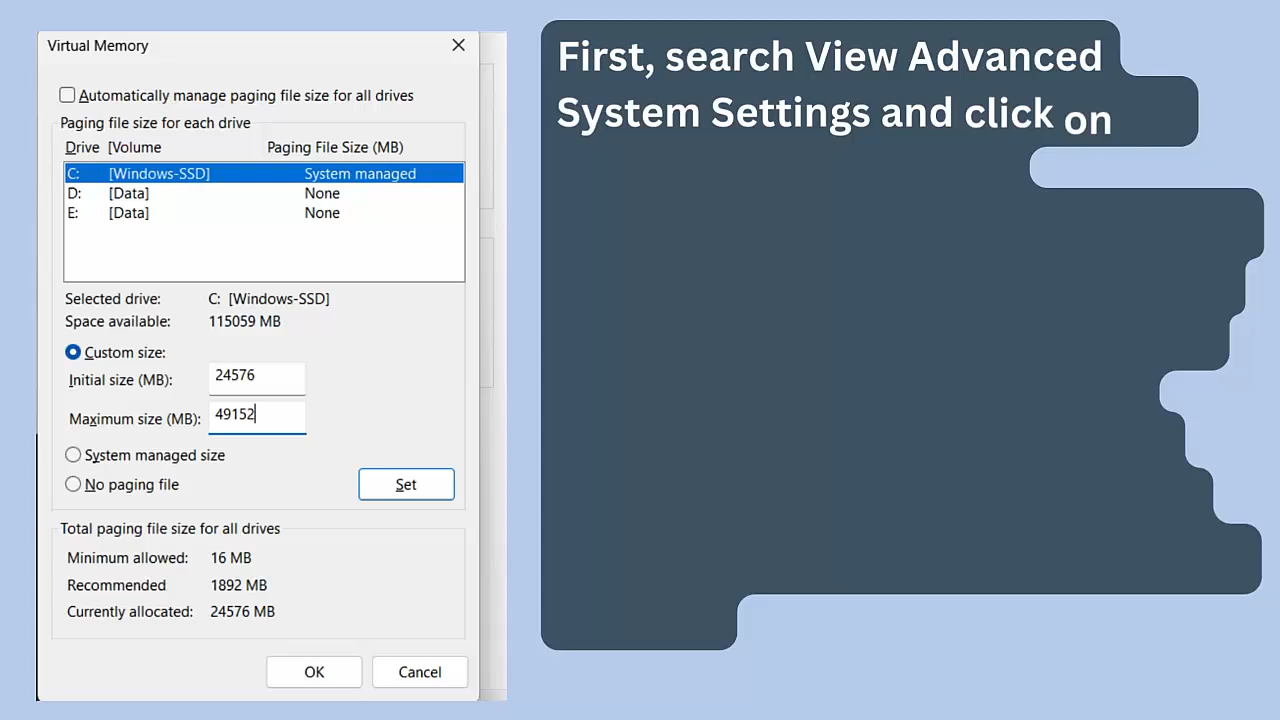 Virtual Memory
Automatically manage paging file size for all drives
Paging file size for each drive
Drive [Volume Paging File Size (MB)
C: [Windows-SSD] System managed
D: [Data] None
E: [Data] None
Selected drive: C: [Windows-SSD]
Space available: 115059 MB
Custom size:
Initial size (MB): 24576
Maximum size (MB): 49152
System managed size
No paging file Set
Total paging file size for all drives
Minimum allowed: 16 MB
Recommended 1892 MB
Currently allocated: 24576 MB
OK Cancel
First, search View Advanced
System Settings and click on